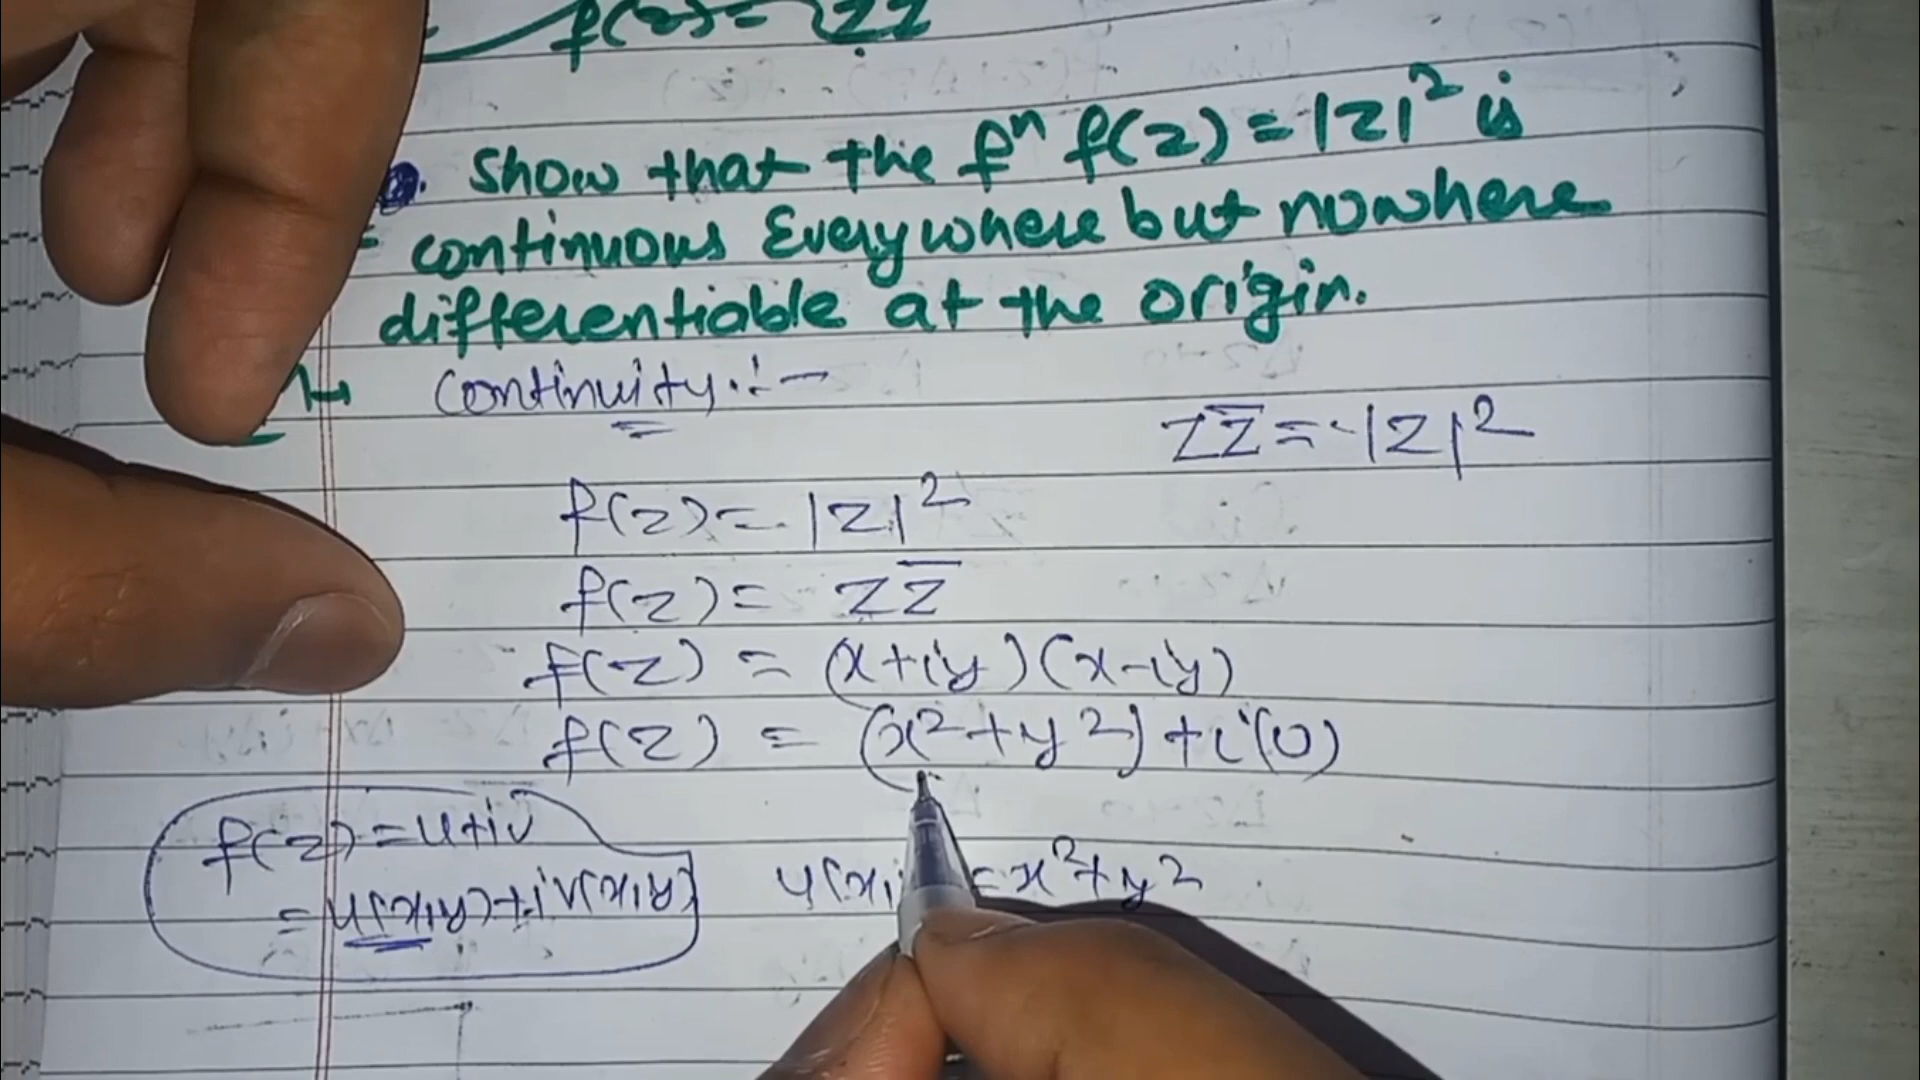 f(z)= zz
Show that the fⁿ f(z)=|z|² is
continuous Everywhere but nowhere
differentiable at the origin.
Continuity :-
zz̅ = |z|²
f(z) = |z|²
f(z) = zz̅
f(z) = (x+iy)(x-iy)
f(z) = (x²+y²)+i(0)
f(z)=u+iv
= u(x,y)+iv(x,y)
u(x, = x²+y²